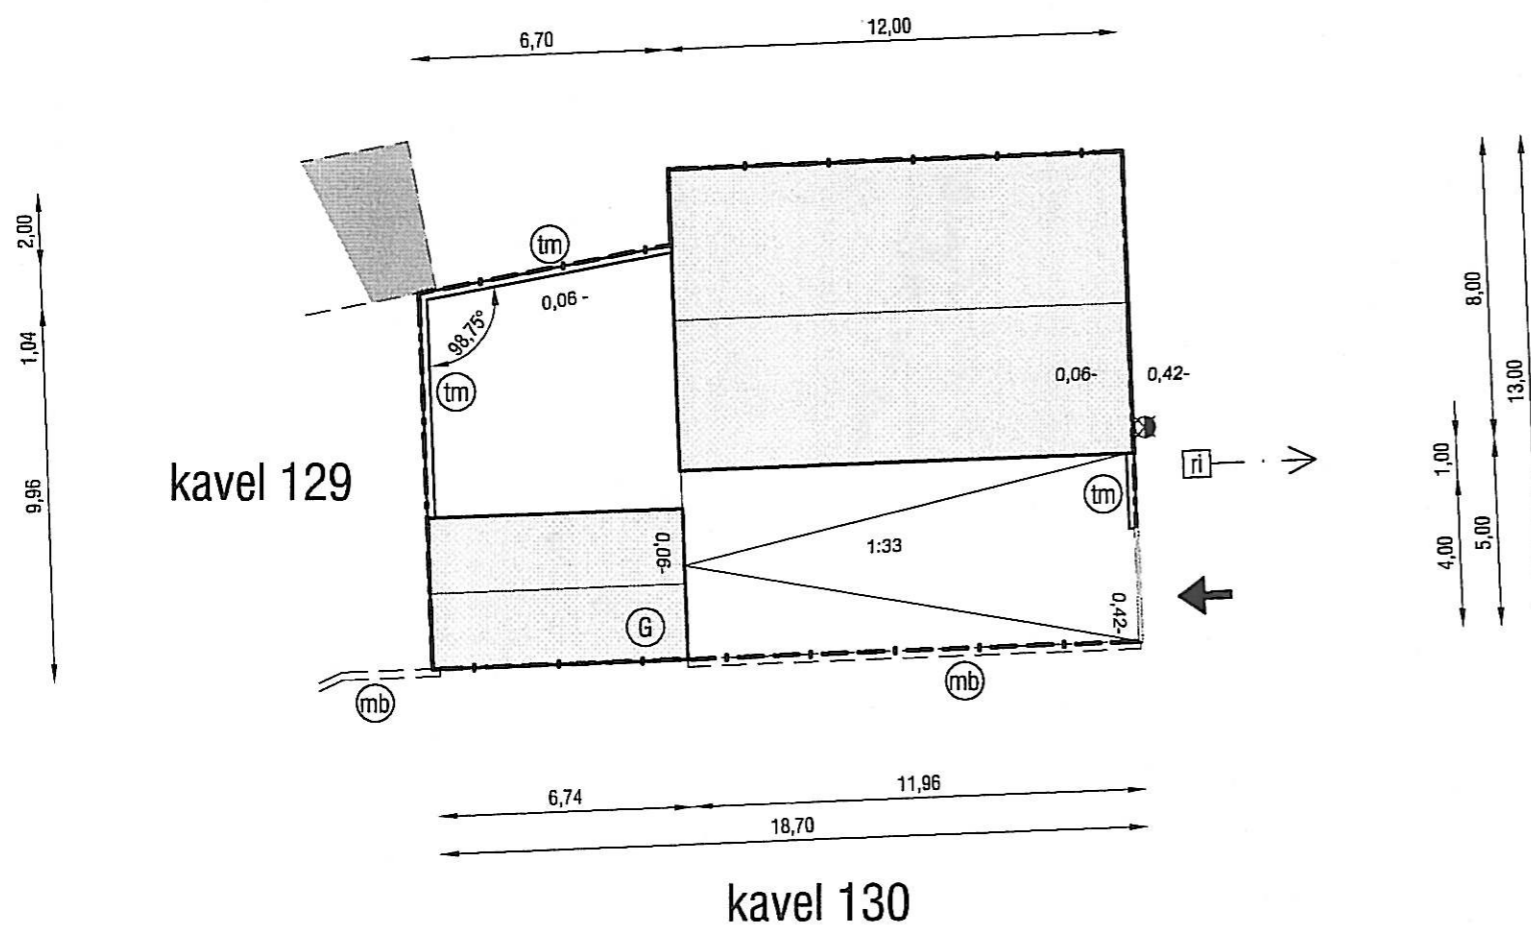 6,70
12,00
2,00
tm
0,06 -
98,75°
1,04
8,00
13,00
tm
0,06-
0,42-
kavel 129
9,96
ri
1,00
tm
0,06-
1:33
4,00
5,00
G
0,42-
mb
mb
6,74
11,96
18,70
kavel 130